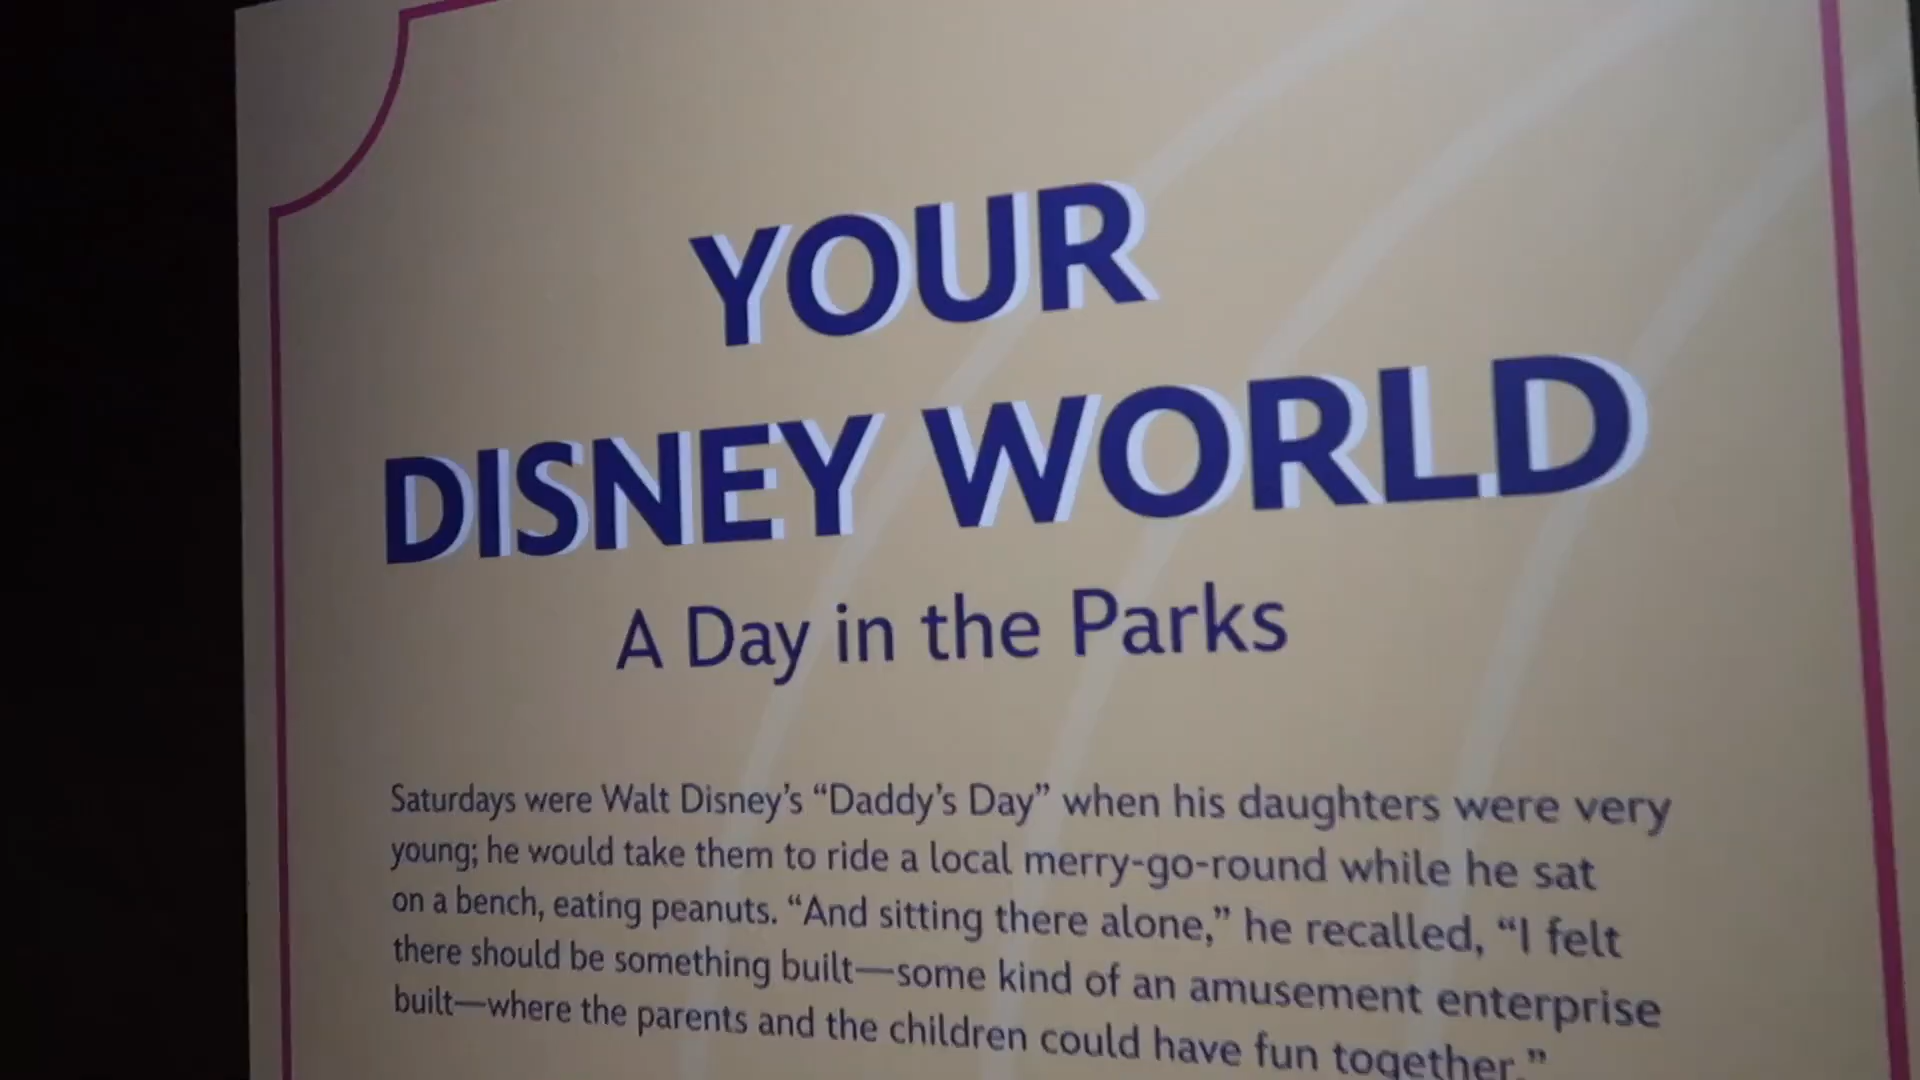 YOUR
DISNEY WORLD
A Day in the Parks
Saturdays were Walt Disney’s “Daddy’s Day” when his daughters were very
young; he would take them to ride a local merry-go-round while he sat
on a bench, eating peanuts. “And sitting there alone,” he recalled, “I felt
there should be something built—some kind of an amusement enterprise
built—where the parents and the children could have fun together.”